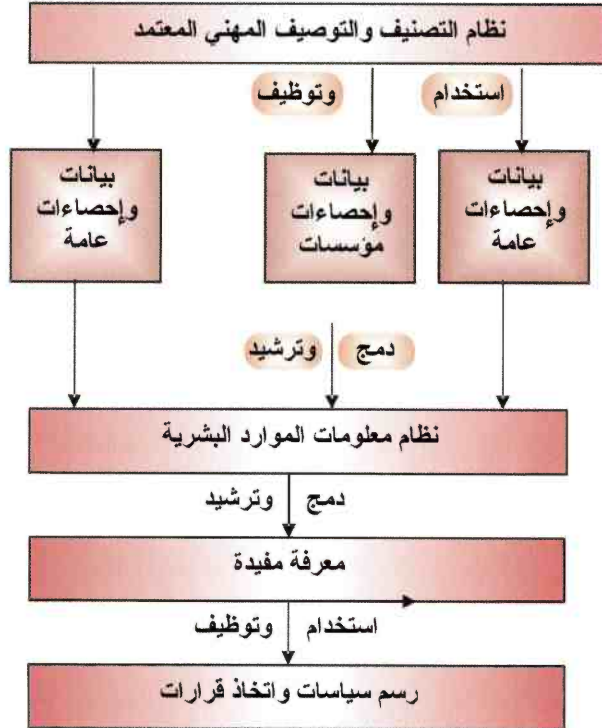 نظام التصنيف والتوصيف المهني المعتمد
استخدام
وتوظيف
بيانات
وإحصاءات
عامة
بيانات
وإحصاءات
مؤسسات
بيانات
وإحصاءات
عامة
دمج
وترشيد
نظام معلومات الموارد البشرية
دمج وترشيد
معرفة مفيدة
استخدام وتوظيف
رسم سياسات واتخاذ قرارات